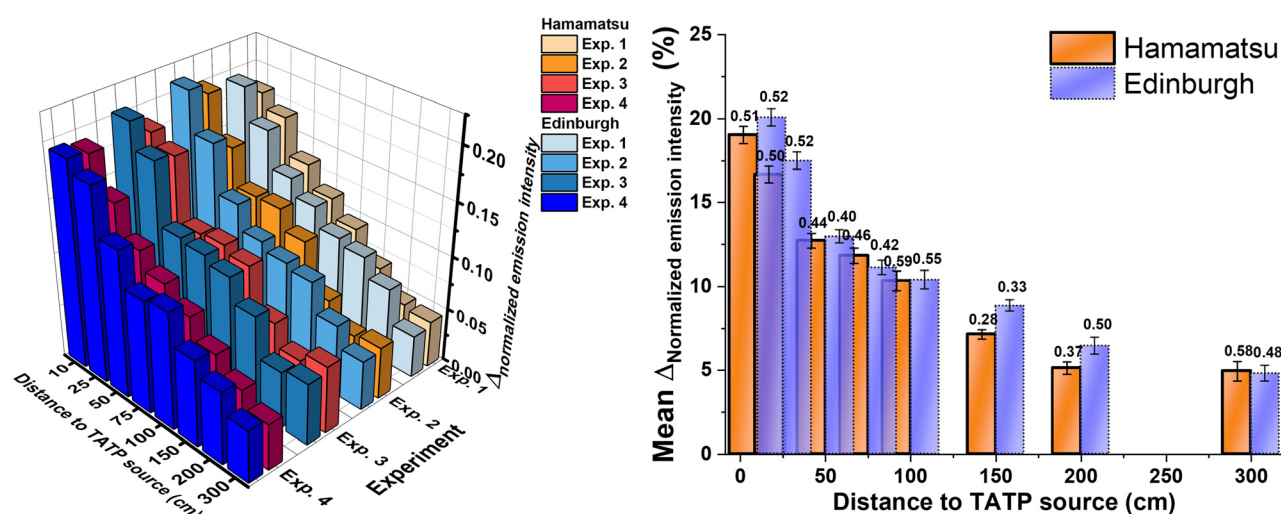 Hamamatsu
Exp. 1
Exp. 2
Exp. 3
Exp. 4
Edinburgh
Exp. 1
Exp. 2
Exp. 3
Exp. 4
0.20
0.15
0.10
0.05
0.00
Δnormalized emission intensity
10
25
50
75
100
150
200
300
Distance to TATP source (cm)
Exp. 1
Exp. 2
Exp. 3
Exp. 4
Experiment
Mean ΔNormalized emission intensity (%)
25
20
15
10
5
0
Hamamatsu
Edinburgh
0.51
0.52
0.50
0.52
0.44
0.40
0.46
0.42
0.59
0.55
0.28
0.33
0.37
0.50
0.58
0.48
0
50
100
150
200
250
300
Distance to TATP source (cm)